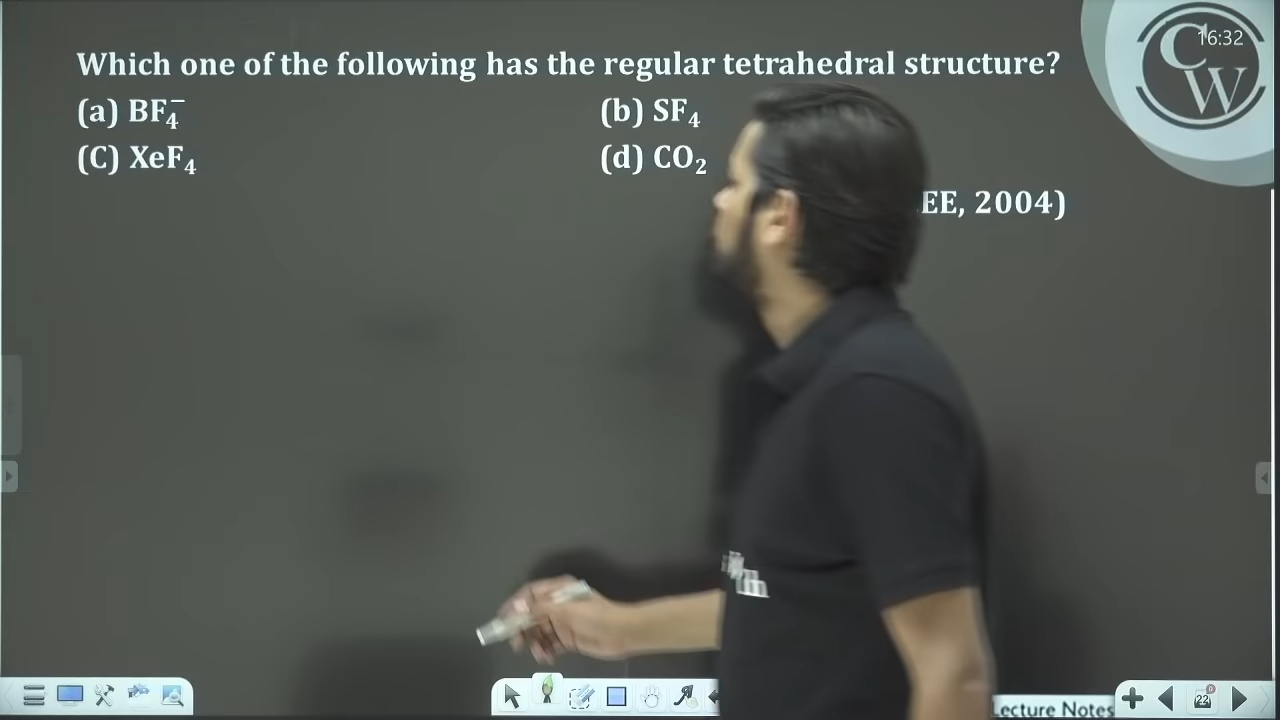 16:32
C
W
Which one of the following has the regular tetrahedral structure?
(a) BF₄⁻ (b) SF₄
(C) XeF₄ (d) CO₂
EE, 2004)
22
Lecture Notes